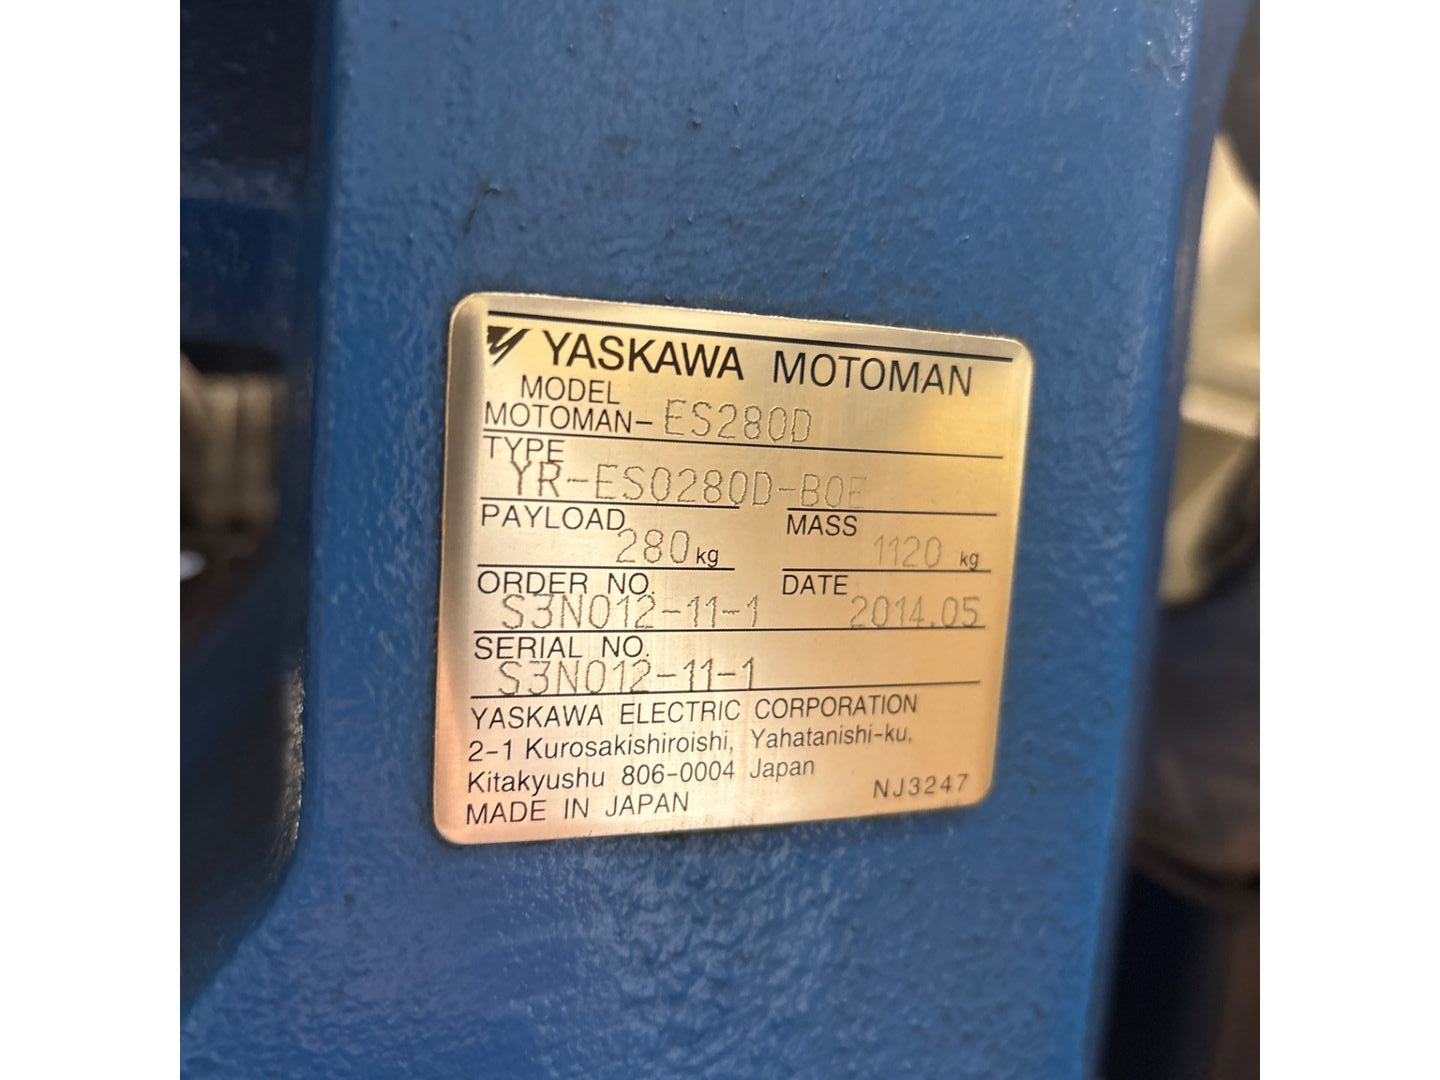 YASKAWA MOTOMAN
MODEL
MOTOMAN-ES280D
TYPE
YR-ES0280D-B0E
PAYLOAD 280 kg MASS 1120 kg
ORDER NO. S3N012-11-1 DATE 2014.05
SERIAL NO. S3N012-11-1
YASKAWA ELECTRIC CORPORATION
2-1 Kurosakishiroishi, Yahatanishi-ku,
Kitakyushu 806-0004 Japan
MADE IN JAPAN NJ3247